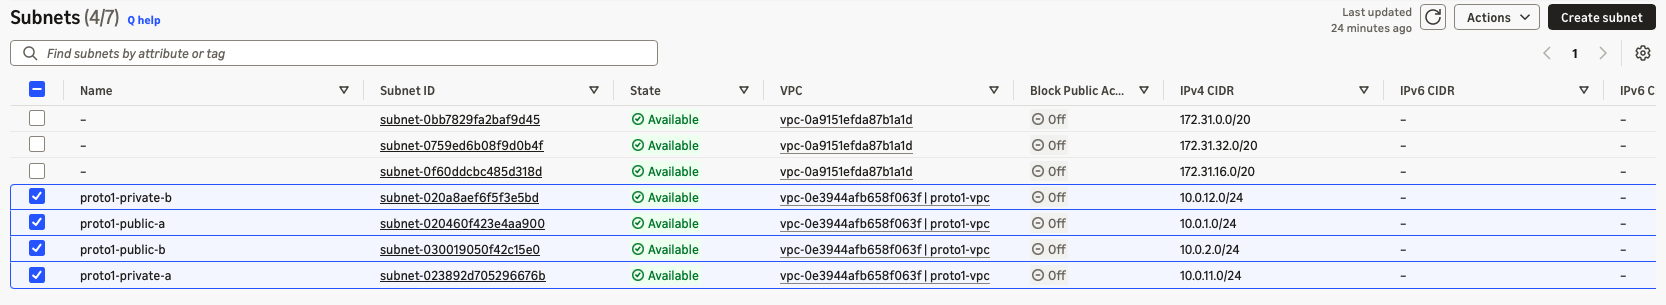 Subnets (4/7) Q help
Last updated
24 minutes ago
Actions
Create subnet
Find subnets by attribute or tag
1
Name Subnet ID State VPC Block Public Ac... IPv4 CIDR IPv6 CIDR IPv6 C
– subnet-0bb7829fa2baf9d45 Available vpc-0a9151efda87b1a1d Off 172.31.0.0/20 – –
– subnet-0759ed6b08f9d0b4f Available vpc-0a9151efda87b1a1d Off 172.31.32.0/20 – –
– subnet-0f60ddcbc485d318d Available vpc-0a9151efda87b1a1d Off 172.31.16.0/20 – –
proto1-private-b subnet-020a8aef6f5f3e5bd Available vpc-0e3944afb658f063f | proto1-vpc Off 10.0.12.0/24 – –
proto1-public-a subnet-020460f423e4aa900 Available vpc-0e3944afb658f063f | proto1-vpc Off 10.0.1.0/24 – –
proto1-public-b subnet-030019050f42c15e0 Available vpc-0e3944afb658f063f | proto1-vpc Off 10.0.2.0/24 – –
proto1-private-a subnet-023892d705296676b Available vpc-0e3944afb658f063f | proto1-vpc Off 10.0.11.0/24 – –